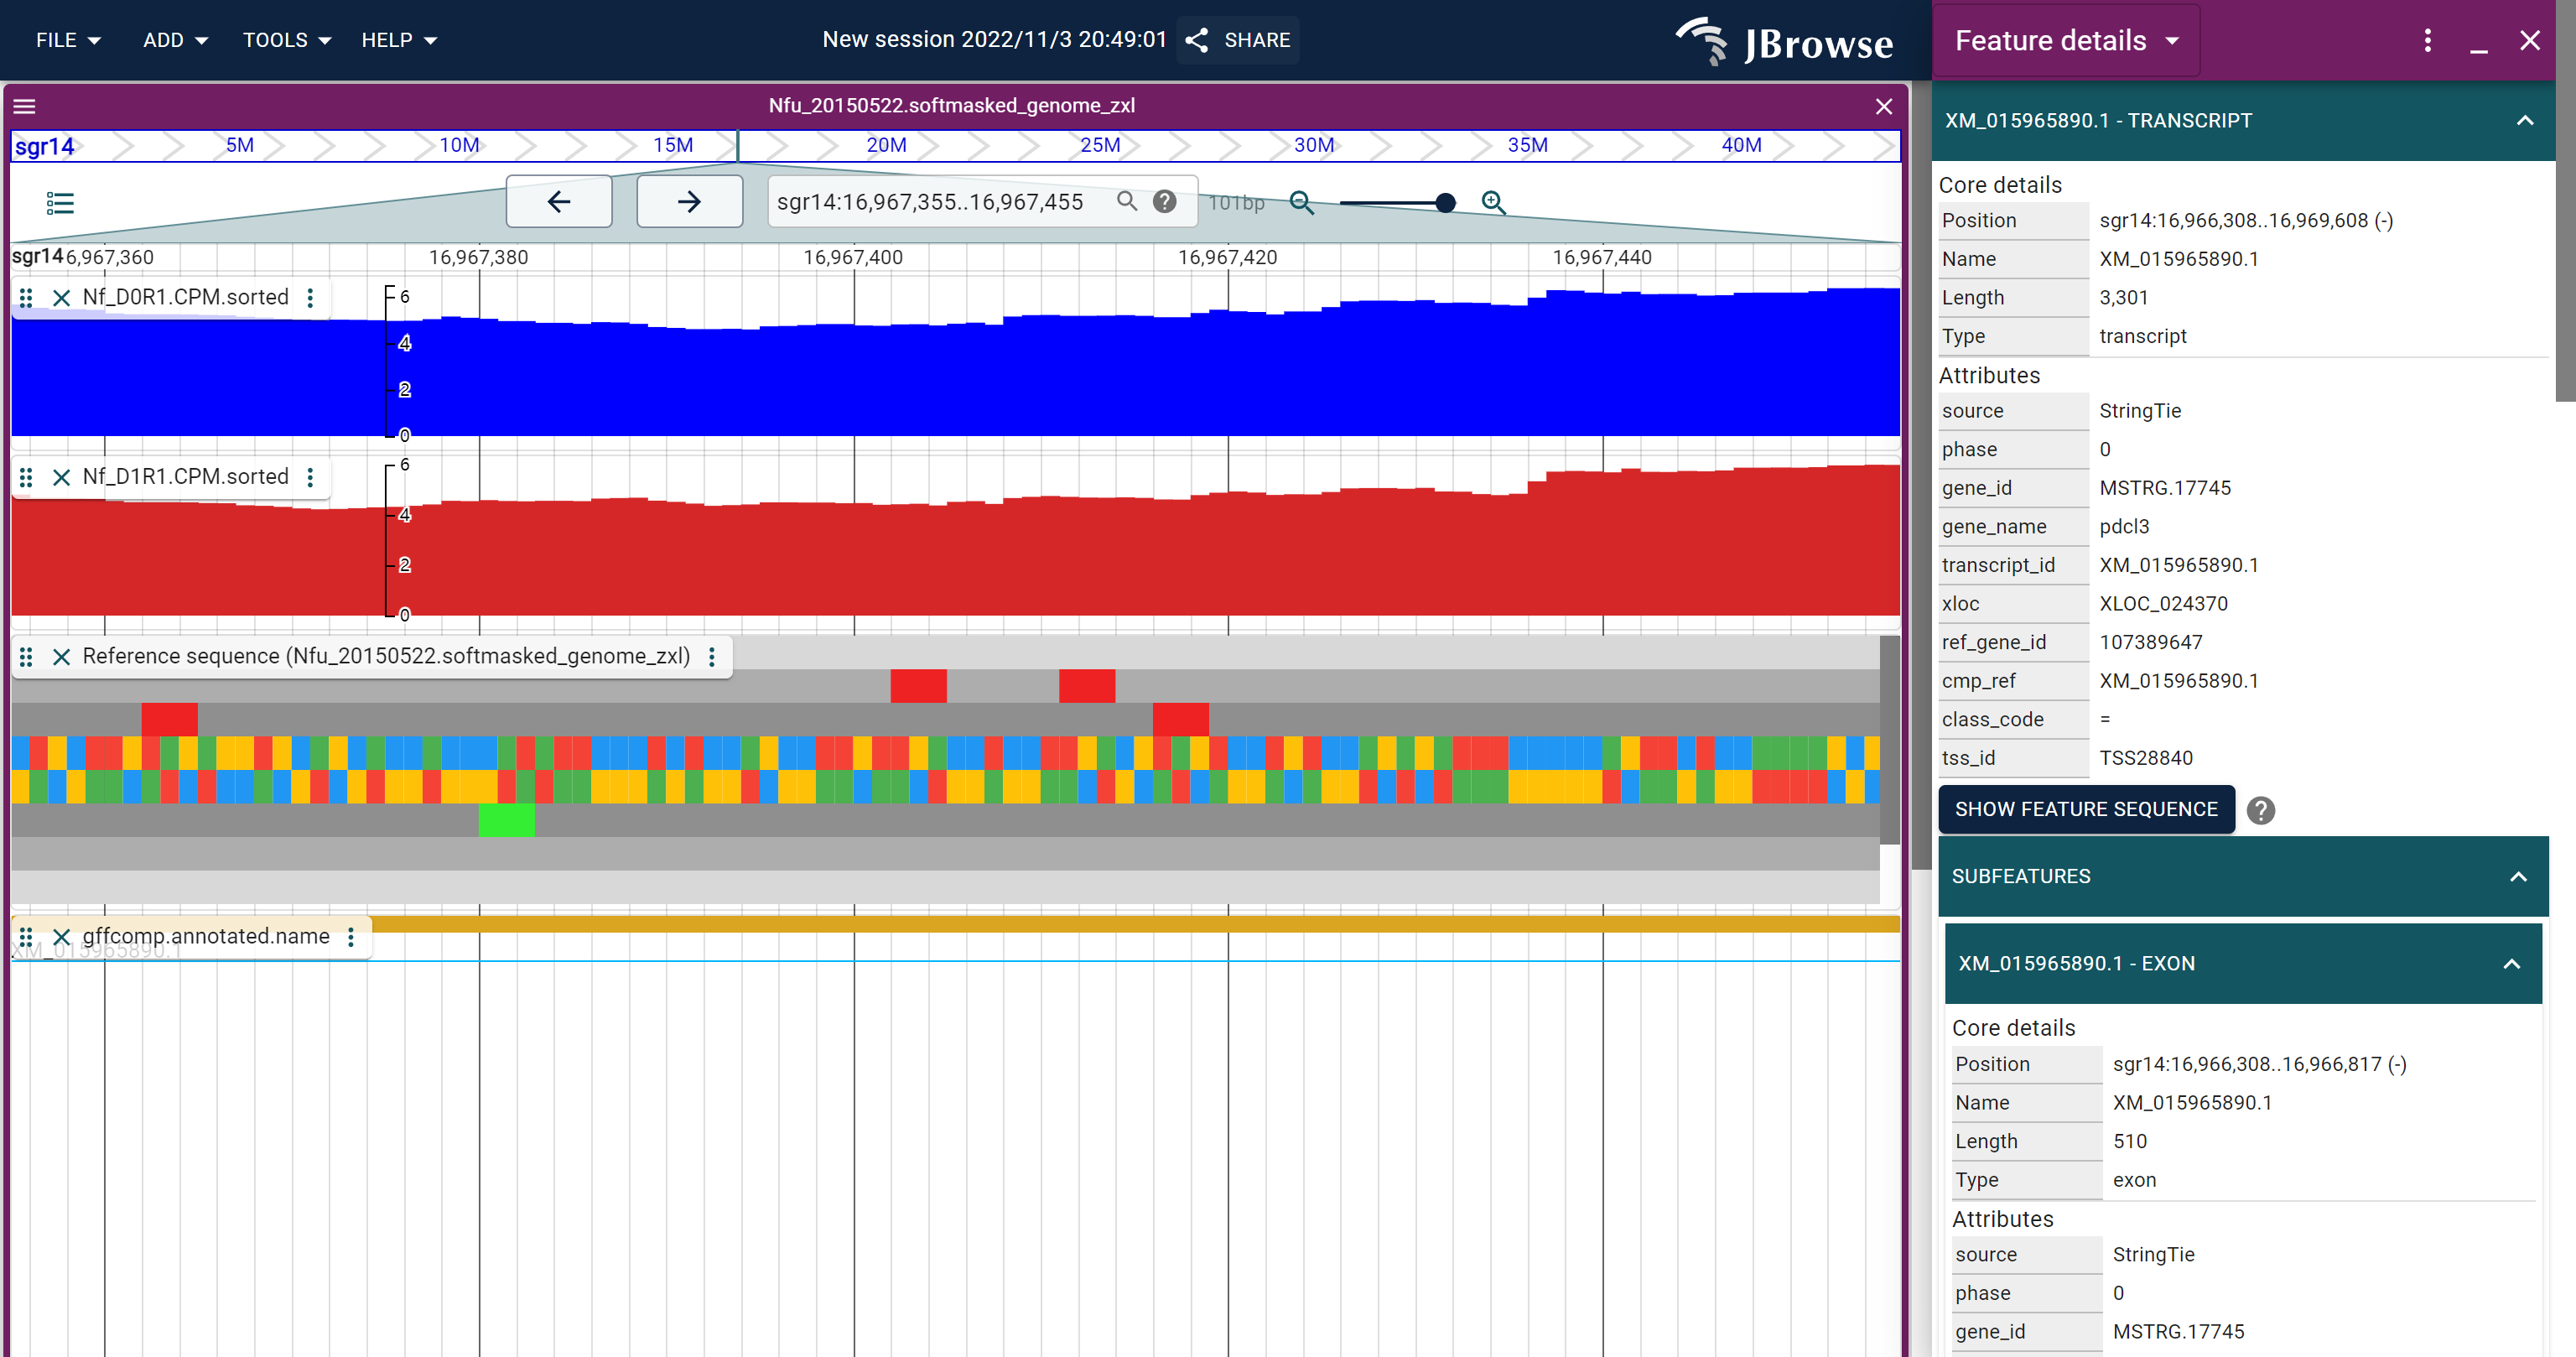 FILE ADD TOOLS HELP New session 2022/11/3 20:49:01 SHARE JBrowse
Nfu_20150522.softmasked_genome_zxl
sgr14 5M 10M 15M 20M 25M 30M 35M 40M
sgr14:16,967,355..16,967,455 101bp
sgr14 6,967,360 16,967,380 16,967,400 16,967,420 16,967,440
Nf_D0R1.CPM.sorted
6
4
2
0
Nf_D1R1.CPM.sorted
6
4
2
0
Reference sequence (Nfu_20150522.softmasked_genome_zxl)
gffcomp.annotated.name
XM_015965890.1
Feature details
XM_015965890.1 - TRANSCRIPT
Core details
Position sgr14:16,966,308..16,969,608 (-)
Name XM_015965890.1
Length 3,301
Type transcript
Attributes
source StringTie
phase 0
gene_id MSTRG.17745
gene_name pdcl3
transcript_id XM_015965890.1
xloc XLOC_024370
ref_gene_id 107389647
cmp_ref XM_015965890.1
class_code =
tss_id TSS28840
SHOW FEATURE SEQUENCE ?
SUBFEATURES
XM_015965890.1 - EXON
Core details
Position sgr14:16,966,308..16,966,817 (-)
Name XM_015965890.1
Length 510
Type exon
Attributes
source StringTie
phase 0
gene_id MSTRG.17745